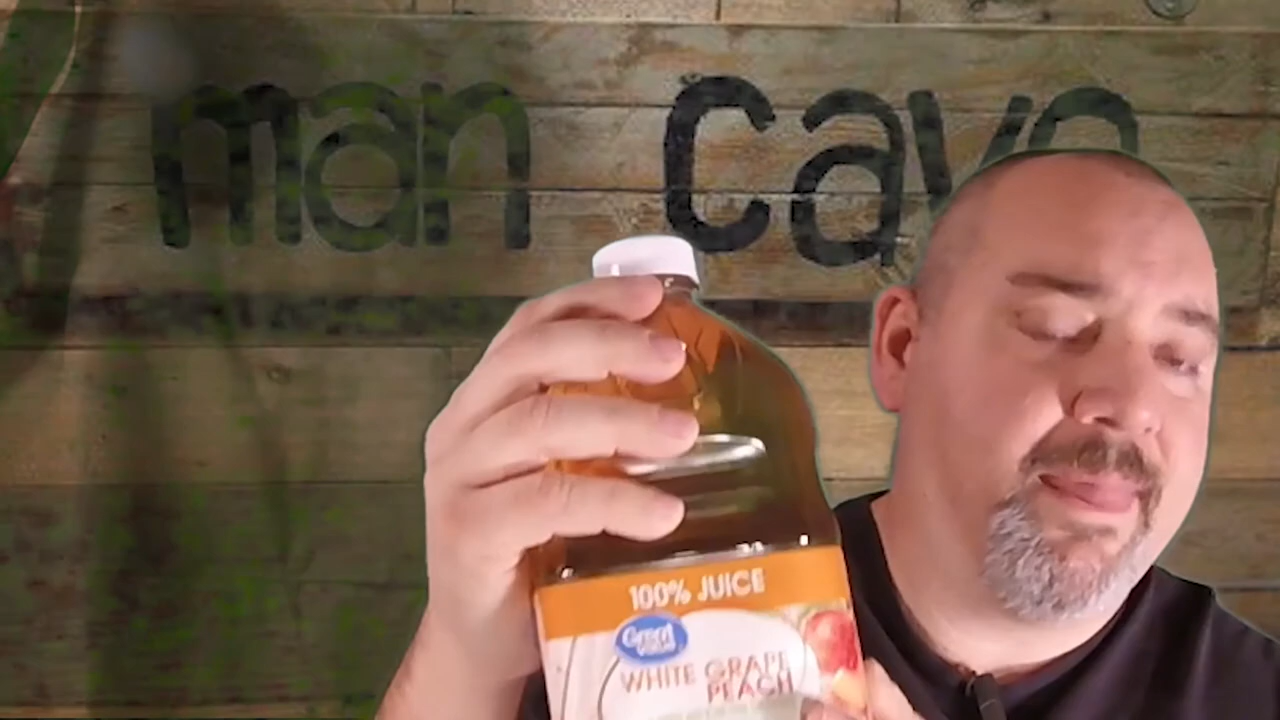 man cave
100% JUICE
Great Value
WHITE GRAPE
PEACH